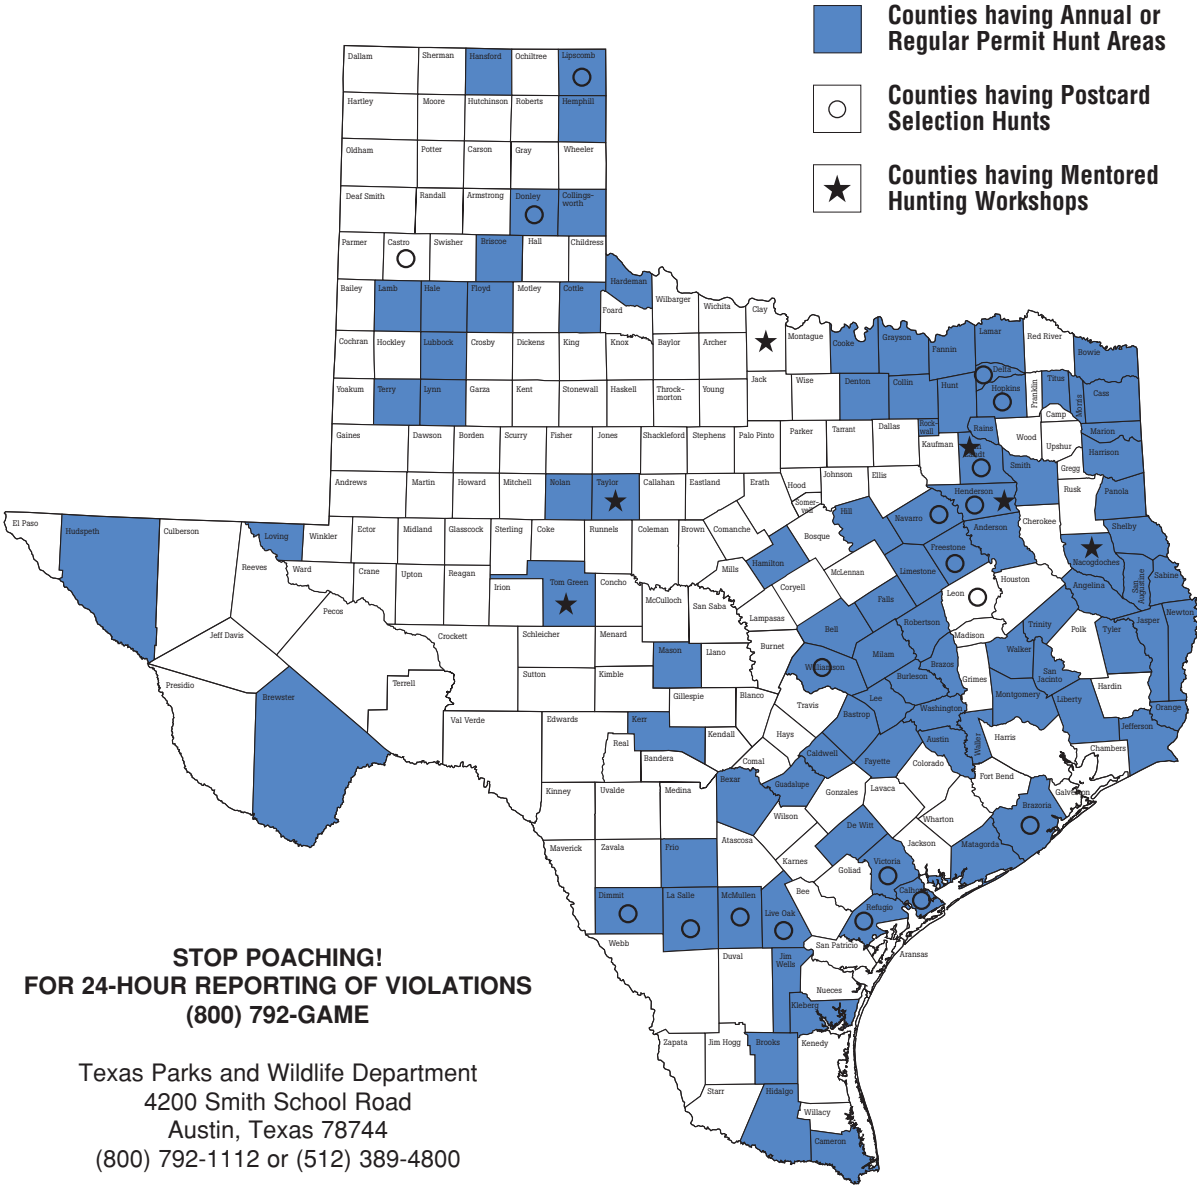 Counties having Annual or
Regular Permit Hunt Areas
Counties having Postcard
Selection Hunts
Counties having Mentored
Hunting Workshops
Dallam Sherman Hansford Ochiltree Lipscomb
Hartley Moore Hutchinson Roberts Hemphill
Oldham Potter Carson Gray Wheeler
Deaf Smith Randall Armstrong Donley Collings-
worth
Parmer Castro Swisher Briscoe Hall Childress
Bailey Lamb Hale Floyd Motley Cottle Hardeman
Foard Wilbarger Wichita Clay
Cochran Hockley Lubbock Crosby Dickens King Knox Baylor Archer Montague Cooke Grayson Fannin Lamar Red River Bowie
Yoakum Terry Lynn Garza Kent Stonewall Haskell Throck-
morton Young Jack Wise Denton Collin Hunt Delta Hopkins Franklin Titus Morris Cass
Camp
Gaines Dawson Borden Scurry Fisher Jones Shackleford Stephens Palo Pinto Parker Tarrant Dallas Rock-
wall Kaufman Rains Wood Upshur Marion
Harrison
Gregg
Andrews Martin Howard Mitchell Nolan Taylor Callahan Eastland Erath Hood Johnson Ellis Smith Rusk Panola
Somer-
vell Henderson
El Paso Hudspeth Culberson Loving Winkler Ector Midland Glasscock Sterling Coke Runnels Coleman Brown Comanche Bosque Hill Navarro Anderson Cherokee Shelby
Reeves Ward Crane Upton Reagan Irion Tom Green Concho Mills Hamilton McLennan Limestone Freestone Nacogdoches
San
Augustine Sabine
McCulloch San Saba Lampasas Coryell Falls Leon Houston Angelina
Jeff Davis Pecos Crockett Schleicher Menard Mason Llano Burnet Bell Robertson Madison Trinity Polk Tyler Jasper Newton
Presidio Brewster Terrell Sutton Kimble Gillespie Blanco Williamson Milam Brazos Grimes Walker San
Jacinto Hardin
Burleson
Val Verde Edwards Kerr Travis Lee Washington Montgomery Liberty Orange
Bastrop Jefferson
Real Bandera Kendall Hays Caldwell Fayette Austin Waller Harris Chambers
Comal Colorado
Kinney Uvalde Medina Bexar Guadalupe Gonzales Lavaca Fort Bend Galveston
Brazoria
Wilson Wharton
Maverick Zavala Frio Atascosa Karnes De Witt Jackson Matagorda
Goliad Victoria
Dimmit La Salle McMullen Live Oak Bee Refugio Calhoun
Webb Duval Jim
Wells San Patricio Aransas
Nueces
Kleberg
Zapata Jim Hogg Brooks Kenedy
Starr Hidalgo Willacy
Cameron
STOP POACHING!
FOR 24-HOUR REPORTING OF VIOLATIONS
(800) 792-GAME
Texas Parks and Wildlife Department
4200 Smith School Road
Austin, Texas 78744
(800) 792-1112 or (512) 389-4800